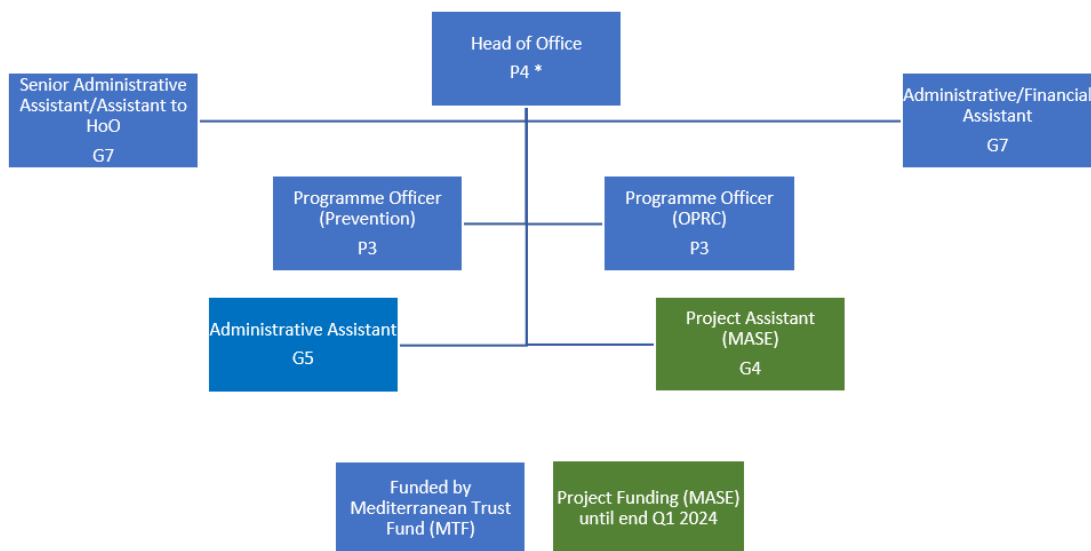 Head of Office
P4 *
Senior Administrative
Assistant/Assistant to
HoO
G7
Administrative/Financial
Assistant
G7
Programme Officer
(Prevention)
P3
Programme Officer
(OPRC)
P3
Administrative Assistant
G5
Project Assistant
(MASE)
G4
Funded by
Mediterranean Trust
Fund (MTF)
Project Funding (MASE)
until end Q1 2024